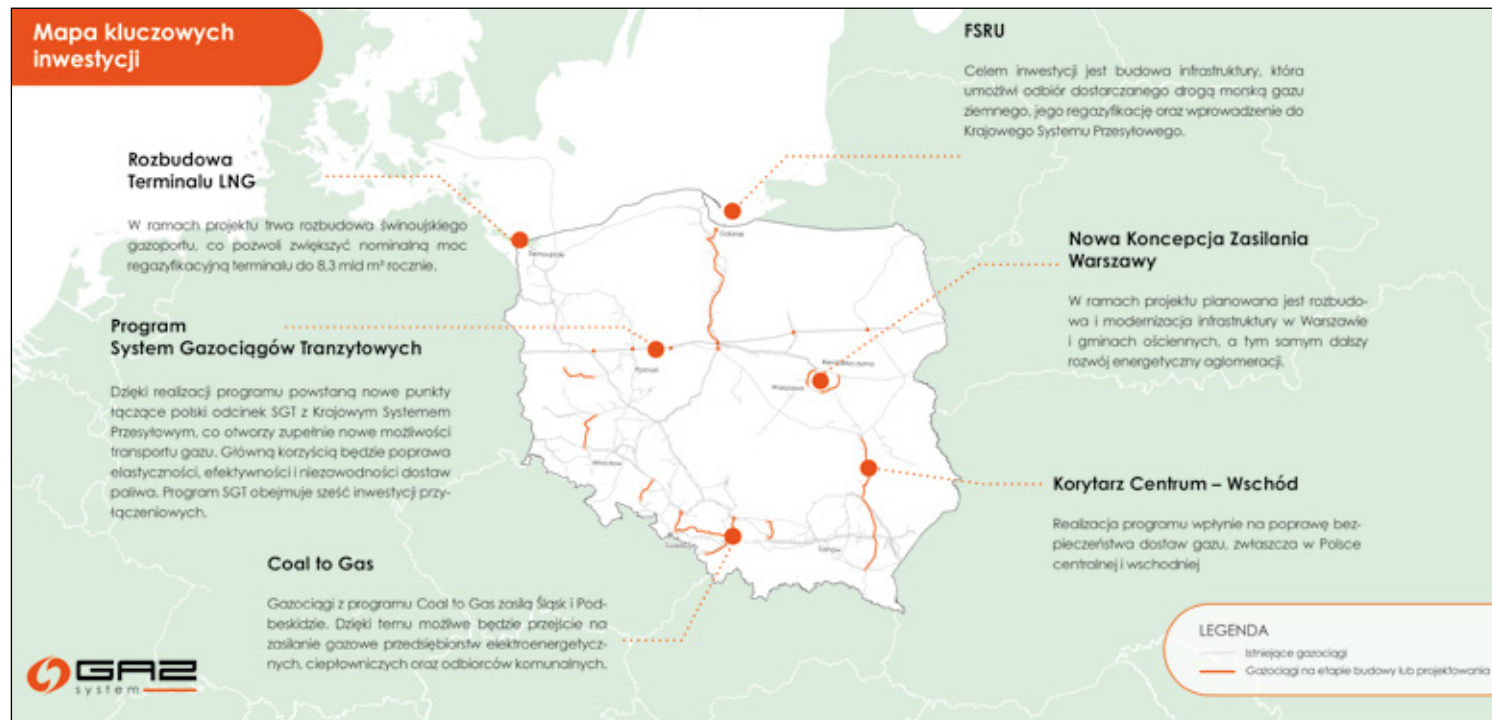 Mapa kluczowych
inwestycji
FSRU
Celem inwestycji jest budowa infrastruktury, która
umożliwi odbiór dostarczanego drogą morską gazu
ziemnego, jego regazyfikację oraz wprowadzenie do
Krajowego Systemu Przesyłowego.
Rozbudowa
Terminalu LNG
W ramach projektu trwa rozbudowa świnoujskiego
gazoportu, co pozwoli zwiększyć nominalną moc
regazyfikacyjną terminalu do 8,3 mld m³ rocznie.
Nowa Koncepcja Zasilania
Warszawy
W ramach projektu planowana jest rozbudo-
wa i modernizacja infrastruktury w Warszawie
i gminach ościennych, a tym samym dalszy
rozwój energetyczny aglomeracji.
Program
System Gazociągów Tranzytowych
Dzięki realizacji programu powstaną nowe punkty
łączące polski odcinek SGT z Krajowym Systemem
Przesyłowym, co otworzy zupełnie nowe możliwości
transportu gazu. Główną korzyścią będzie poprawa
elastyczności, efektywności i niezawodności dostaw
paliwa. Program SGT obejmuje sześć inwestycji przy-
łączeniowych.
Gdańsk
Poznań
Warszawa
Wrocław
Tarnów
Korytarz Centrum – Wschód
Realizacja programu wpłynie na poprawę bez-
pieczeństwa dostaw gazu, zwłaszcza w Polsce
centralnej i wschodniej
Coal to Gas
Gazociągi z programu Coal to Gas zasilą Śląsk i Pod-
beskidzie. Dzięki temu możliwe będzie przejście na
zasilanie gazowe przedsiębiorstw elektroenergetycz-
nych, ciepłowniczych oraz odbiorców komunalnych.
LEGENDA
Istniejące gazociągi
Gazociągi na etapie budowy lub projektowania
GAZ
system